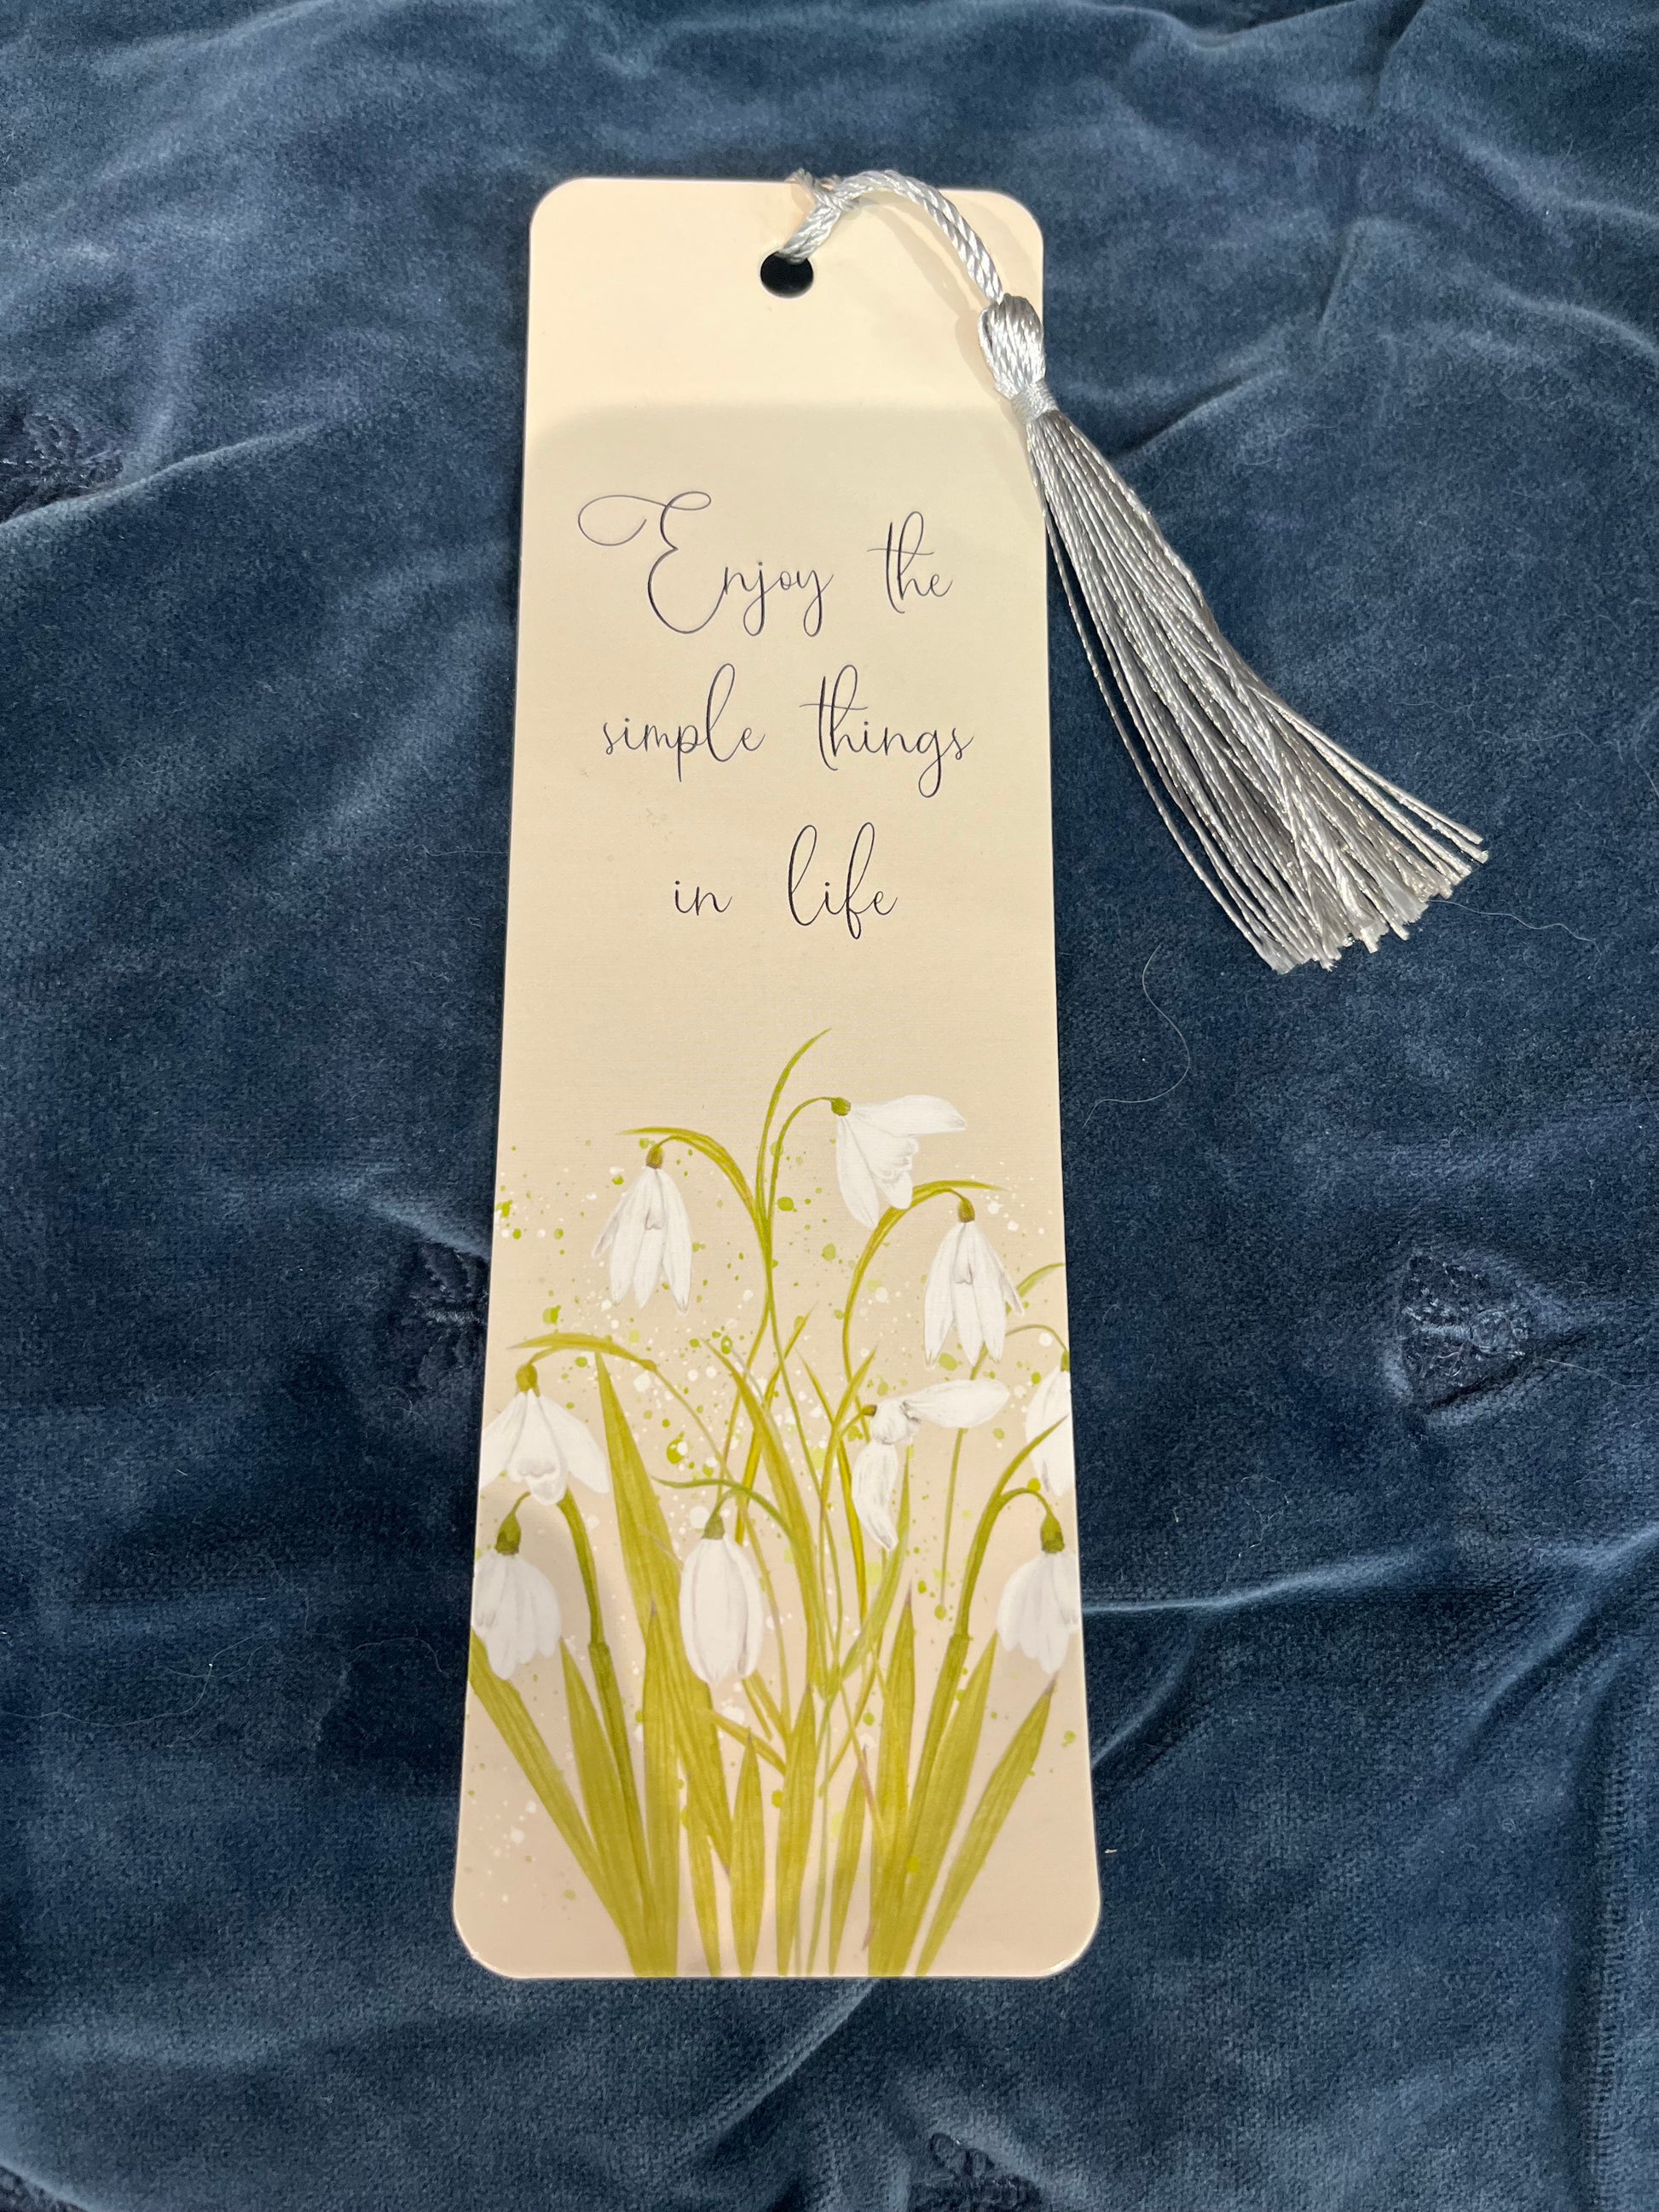 Enjoy the
simple things
in life